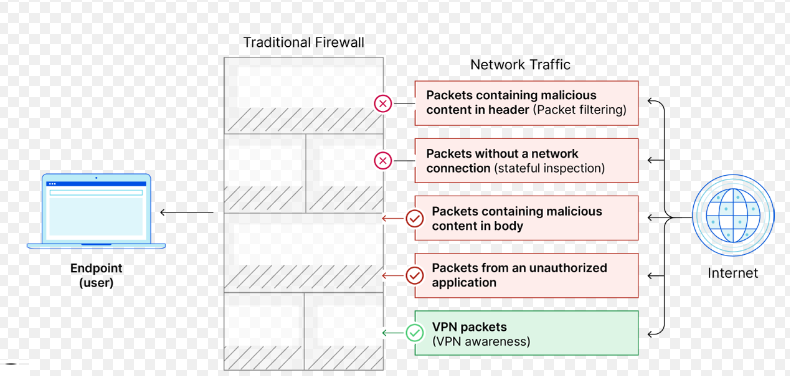 Traditional Firewall
Network Traffic
Packets containing malicious
content in header (Packet filtering)
Packets without a network
connection (stateful inspection)
Packets containing malicious
content in body
Packets from an unauthorized
application
VPN packets
(VPN awareness)
Endpoint
(user)
Internet